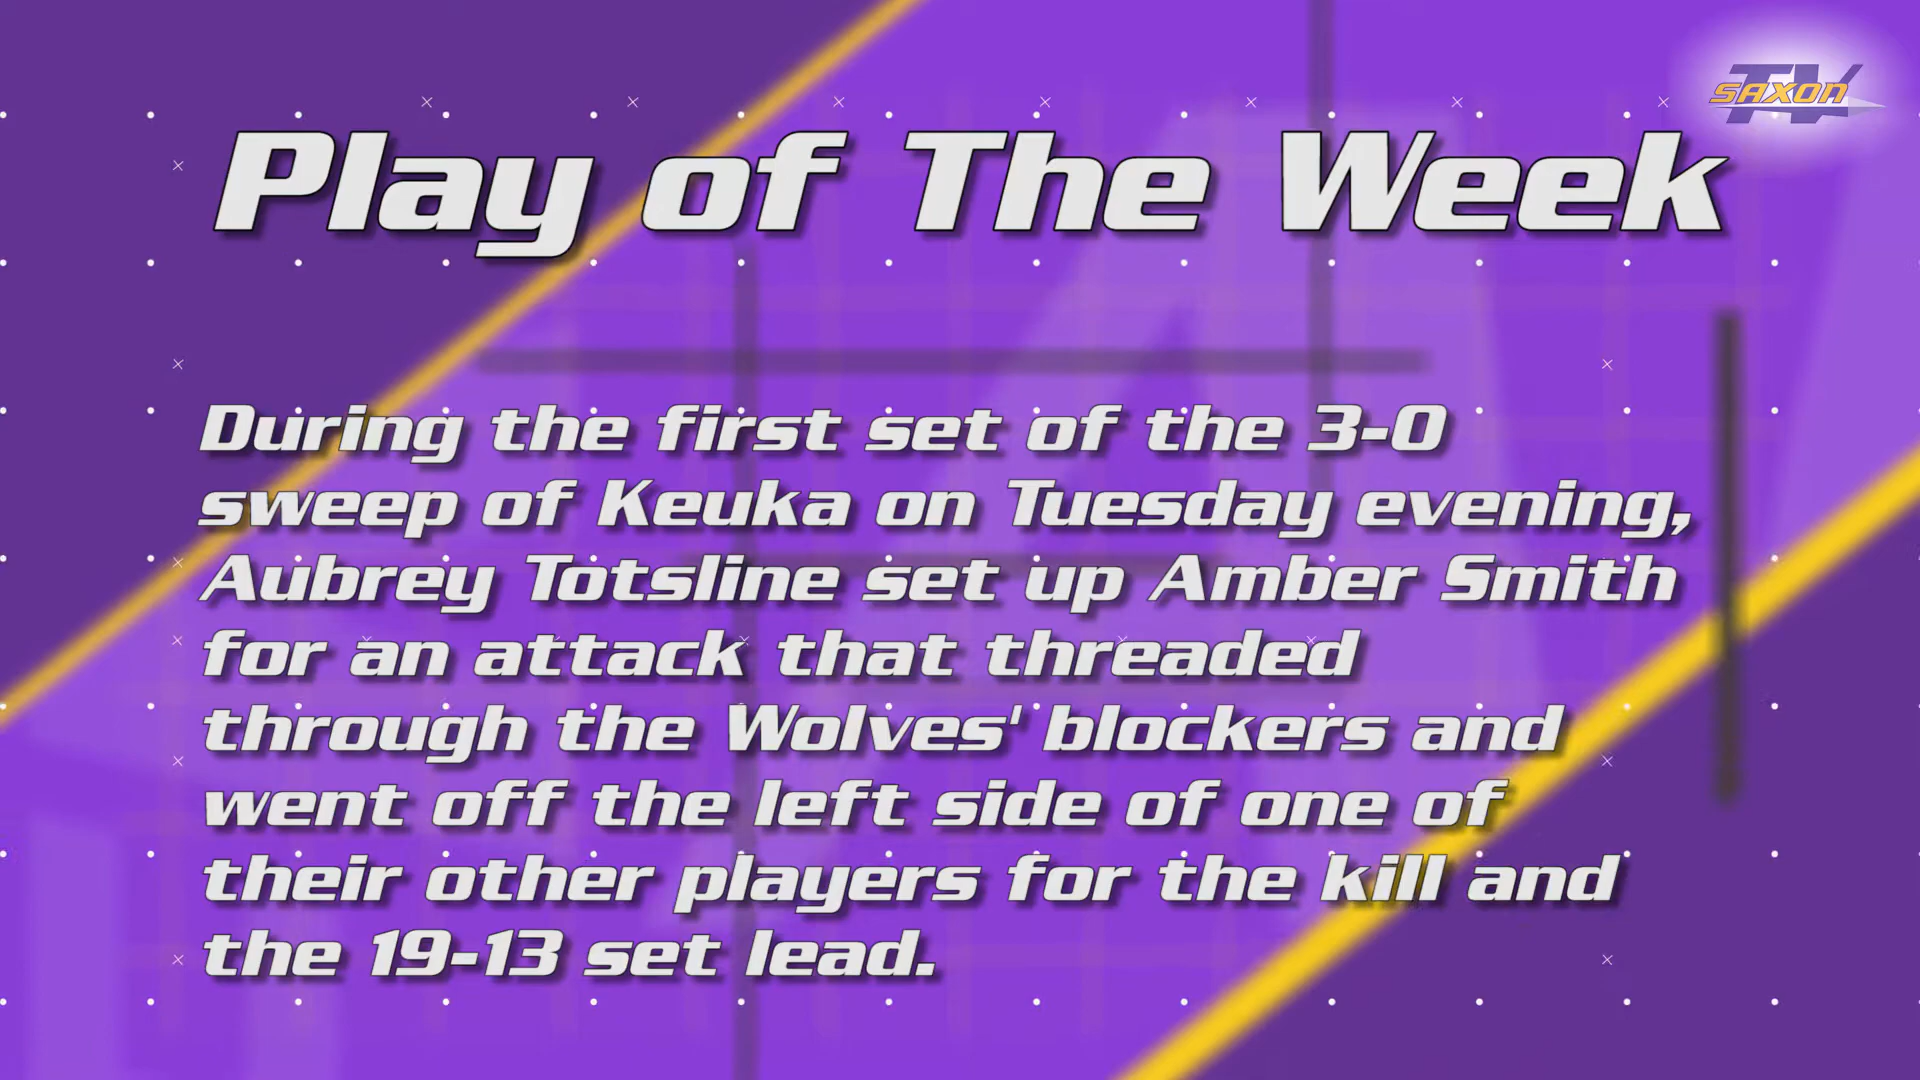 TV
SAXON
Play of The Week
During the first set of the 3-0
sweep of Keuka on Tuesday evening,
Aubrey Totsline set up Amber Smith
for an attack that threaded
through the Wolves' blockers and
went off the left side of one of
their other players for the kill and
the 19-13 set lead.